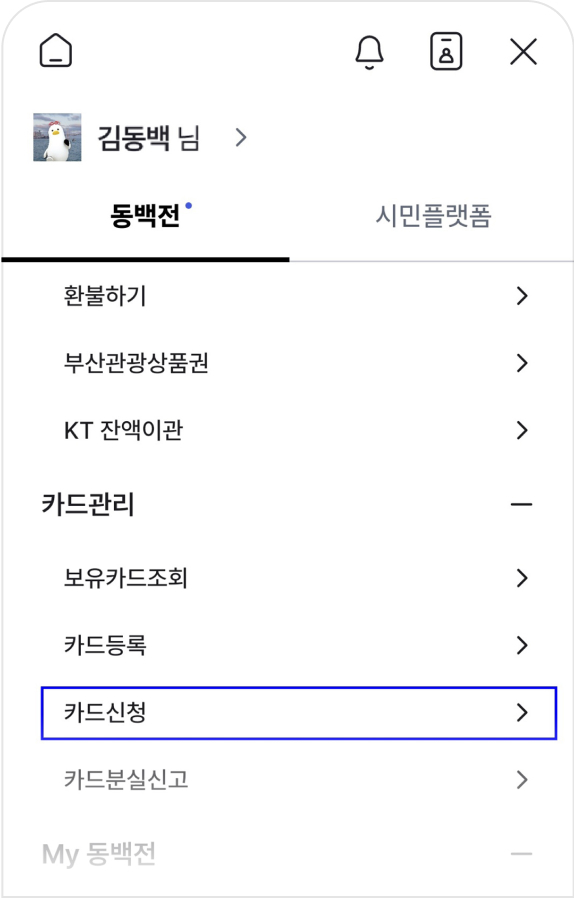 김동백 님
동백전 시민플랫폼
환불하기
부산관광상품권
KT 잔액이관
카드관리
보유카드조회
카드등록
카드신청
카드분실신고
My 동백전